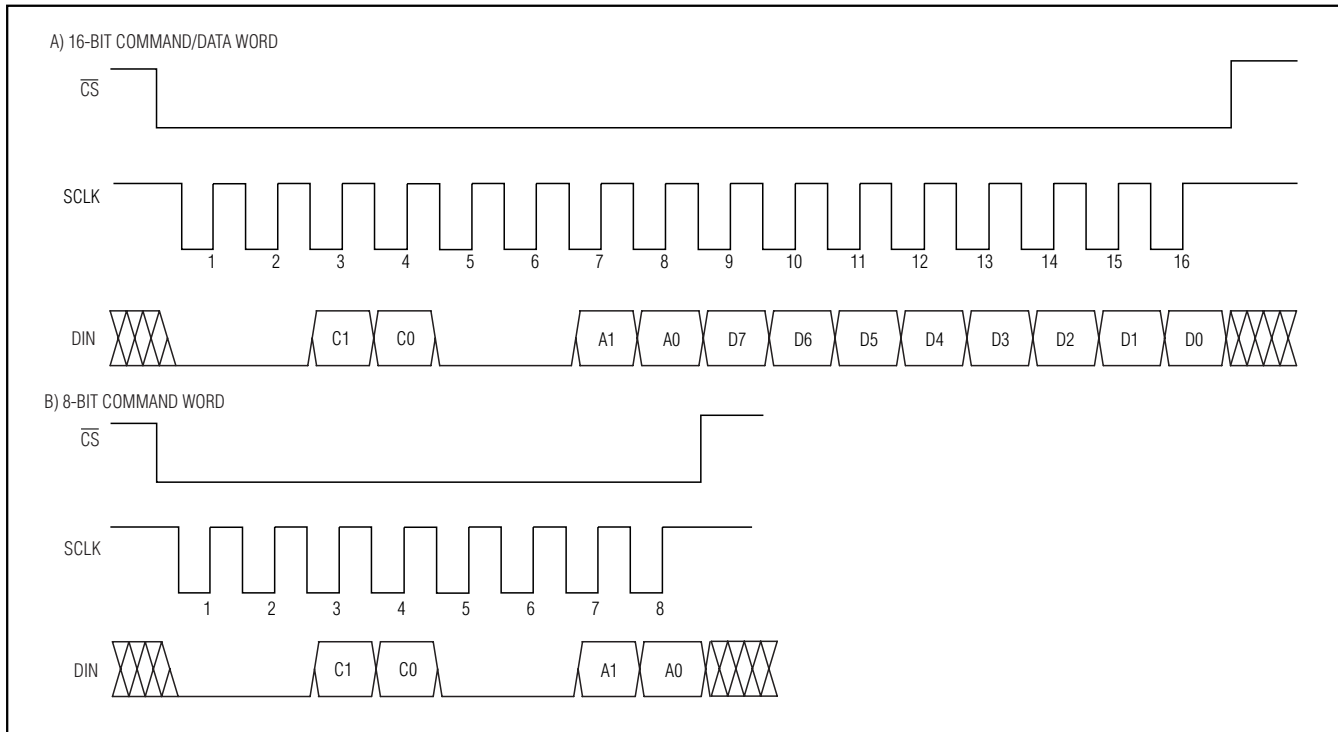 A) 16-BIT COMMAND/DATA WORD
CS
SCLK
1 2 3 4 5 6 7 8 9 10 11 12 13 14 15 16
DIN C1 C0 A1 A0 D7 D6 D5 D4 D3 D2 D1 D0
B) 8-BIT COMMAND WORD
CS
SCLK
1 2 3 4 5 6 7 8
DIN C1 C0 A1 A0